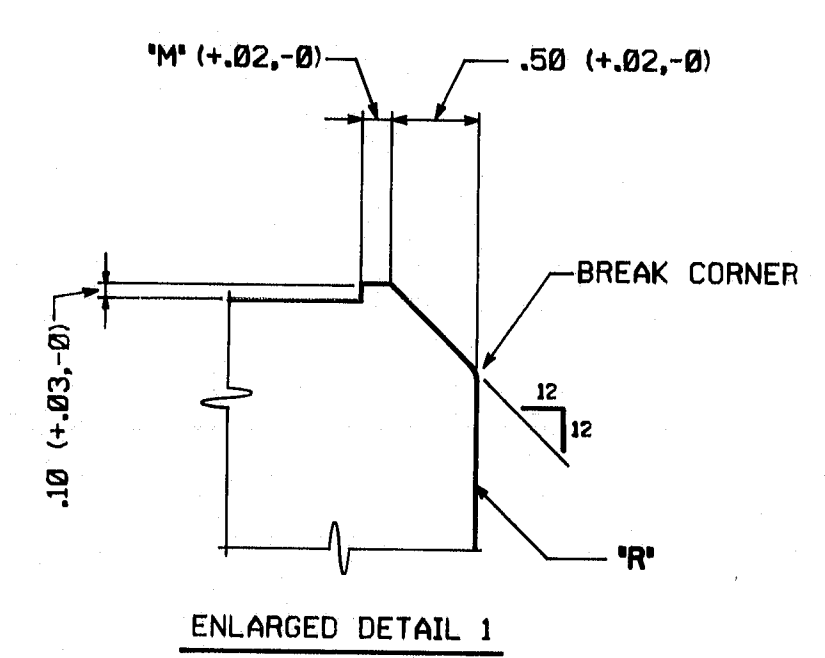 "M" (+.02,-0)
.50 (+.02,-0)
BREAK CORNER
.10 (+.03,-0)
12
12
"R"
ENLARGED DETAIL 1